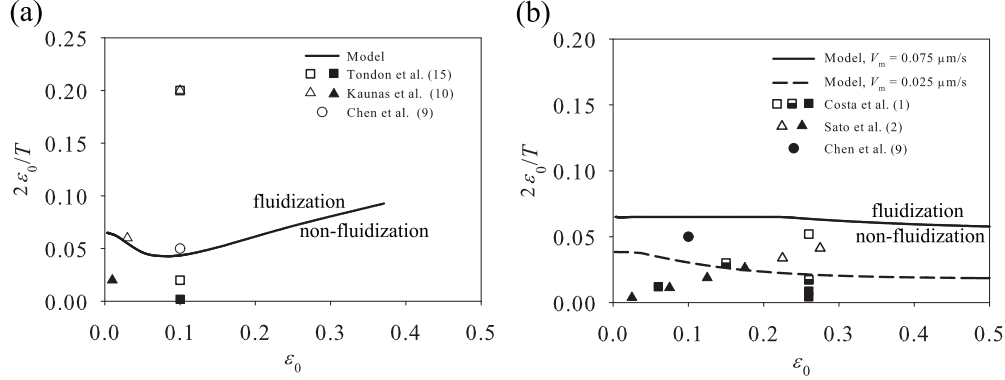 (a)
0.25
0.20
0.15
0.10
0.05
0.00
2ε0/T
Model
Tondon et al. (15)
Kaunas et al. (10)
Chen et al. (9)
fluidization
non-fluidization
0.0 0.1 0.2 0.3 0.4 0.5
ε0
(b)
0.20
0.15
0.10
0.05
0.00
2ε0/T
Model, Vm = 0.075 µm/s
Model, Vm = 0.025 µm/s
Costa et al. (1)
Sato et al. (2)
Chen et al. (9)
fluidization
non-fluidization
0.0 0.1 0.2 0.3 0.4 0.5
ε0